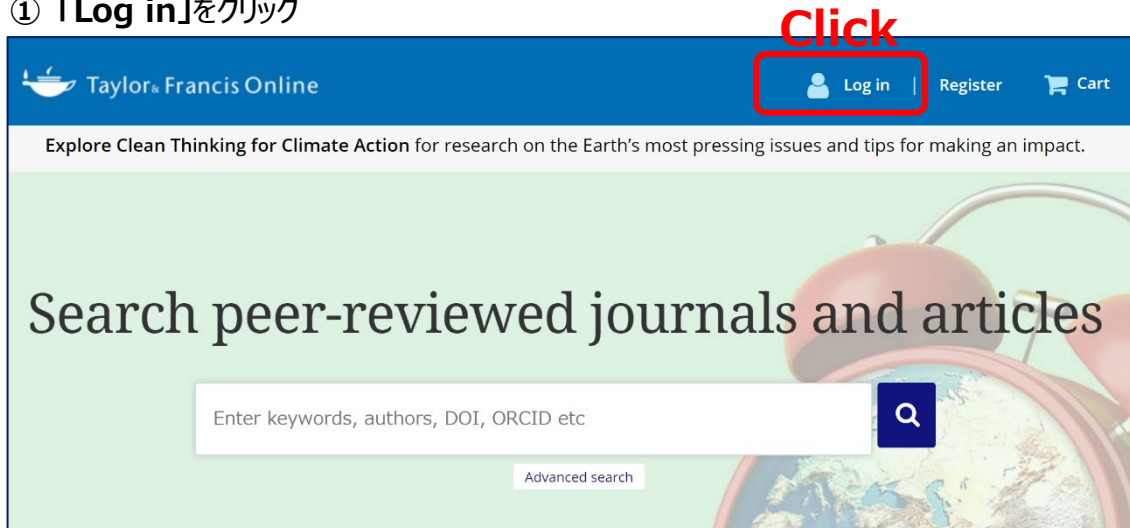 ① 「Log in」をクリック
Click
Taylor & Francis Online
Log in | Register Cart
Explore Clean Thinking for Climate Action for research on the Earth's most pressing issues and tips for making an impact.
Search peer-reviewed journals and articles
Enter keywords, authors, DOI, ORCID etc
Advanced search